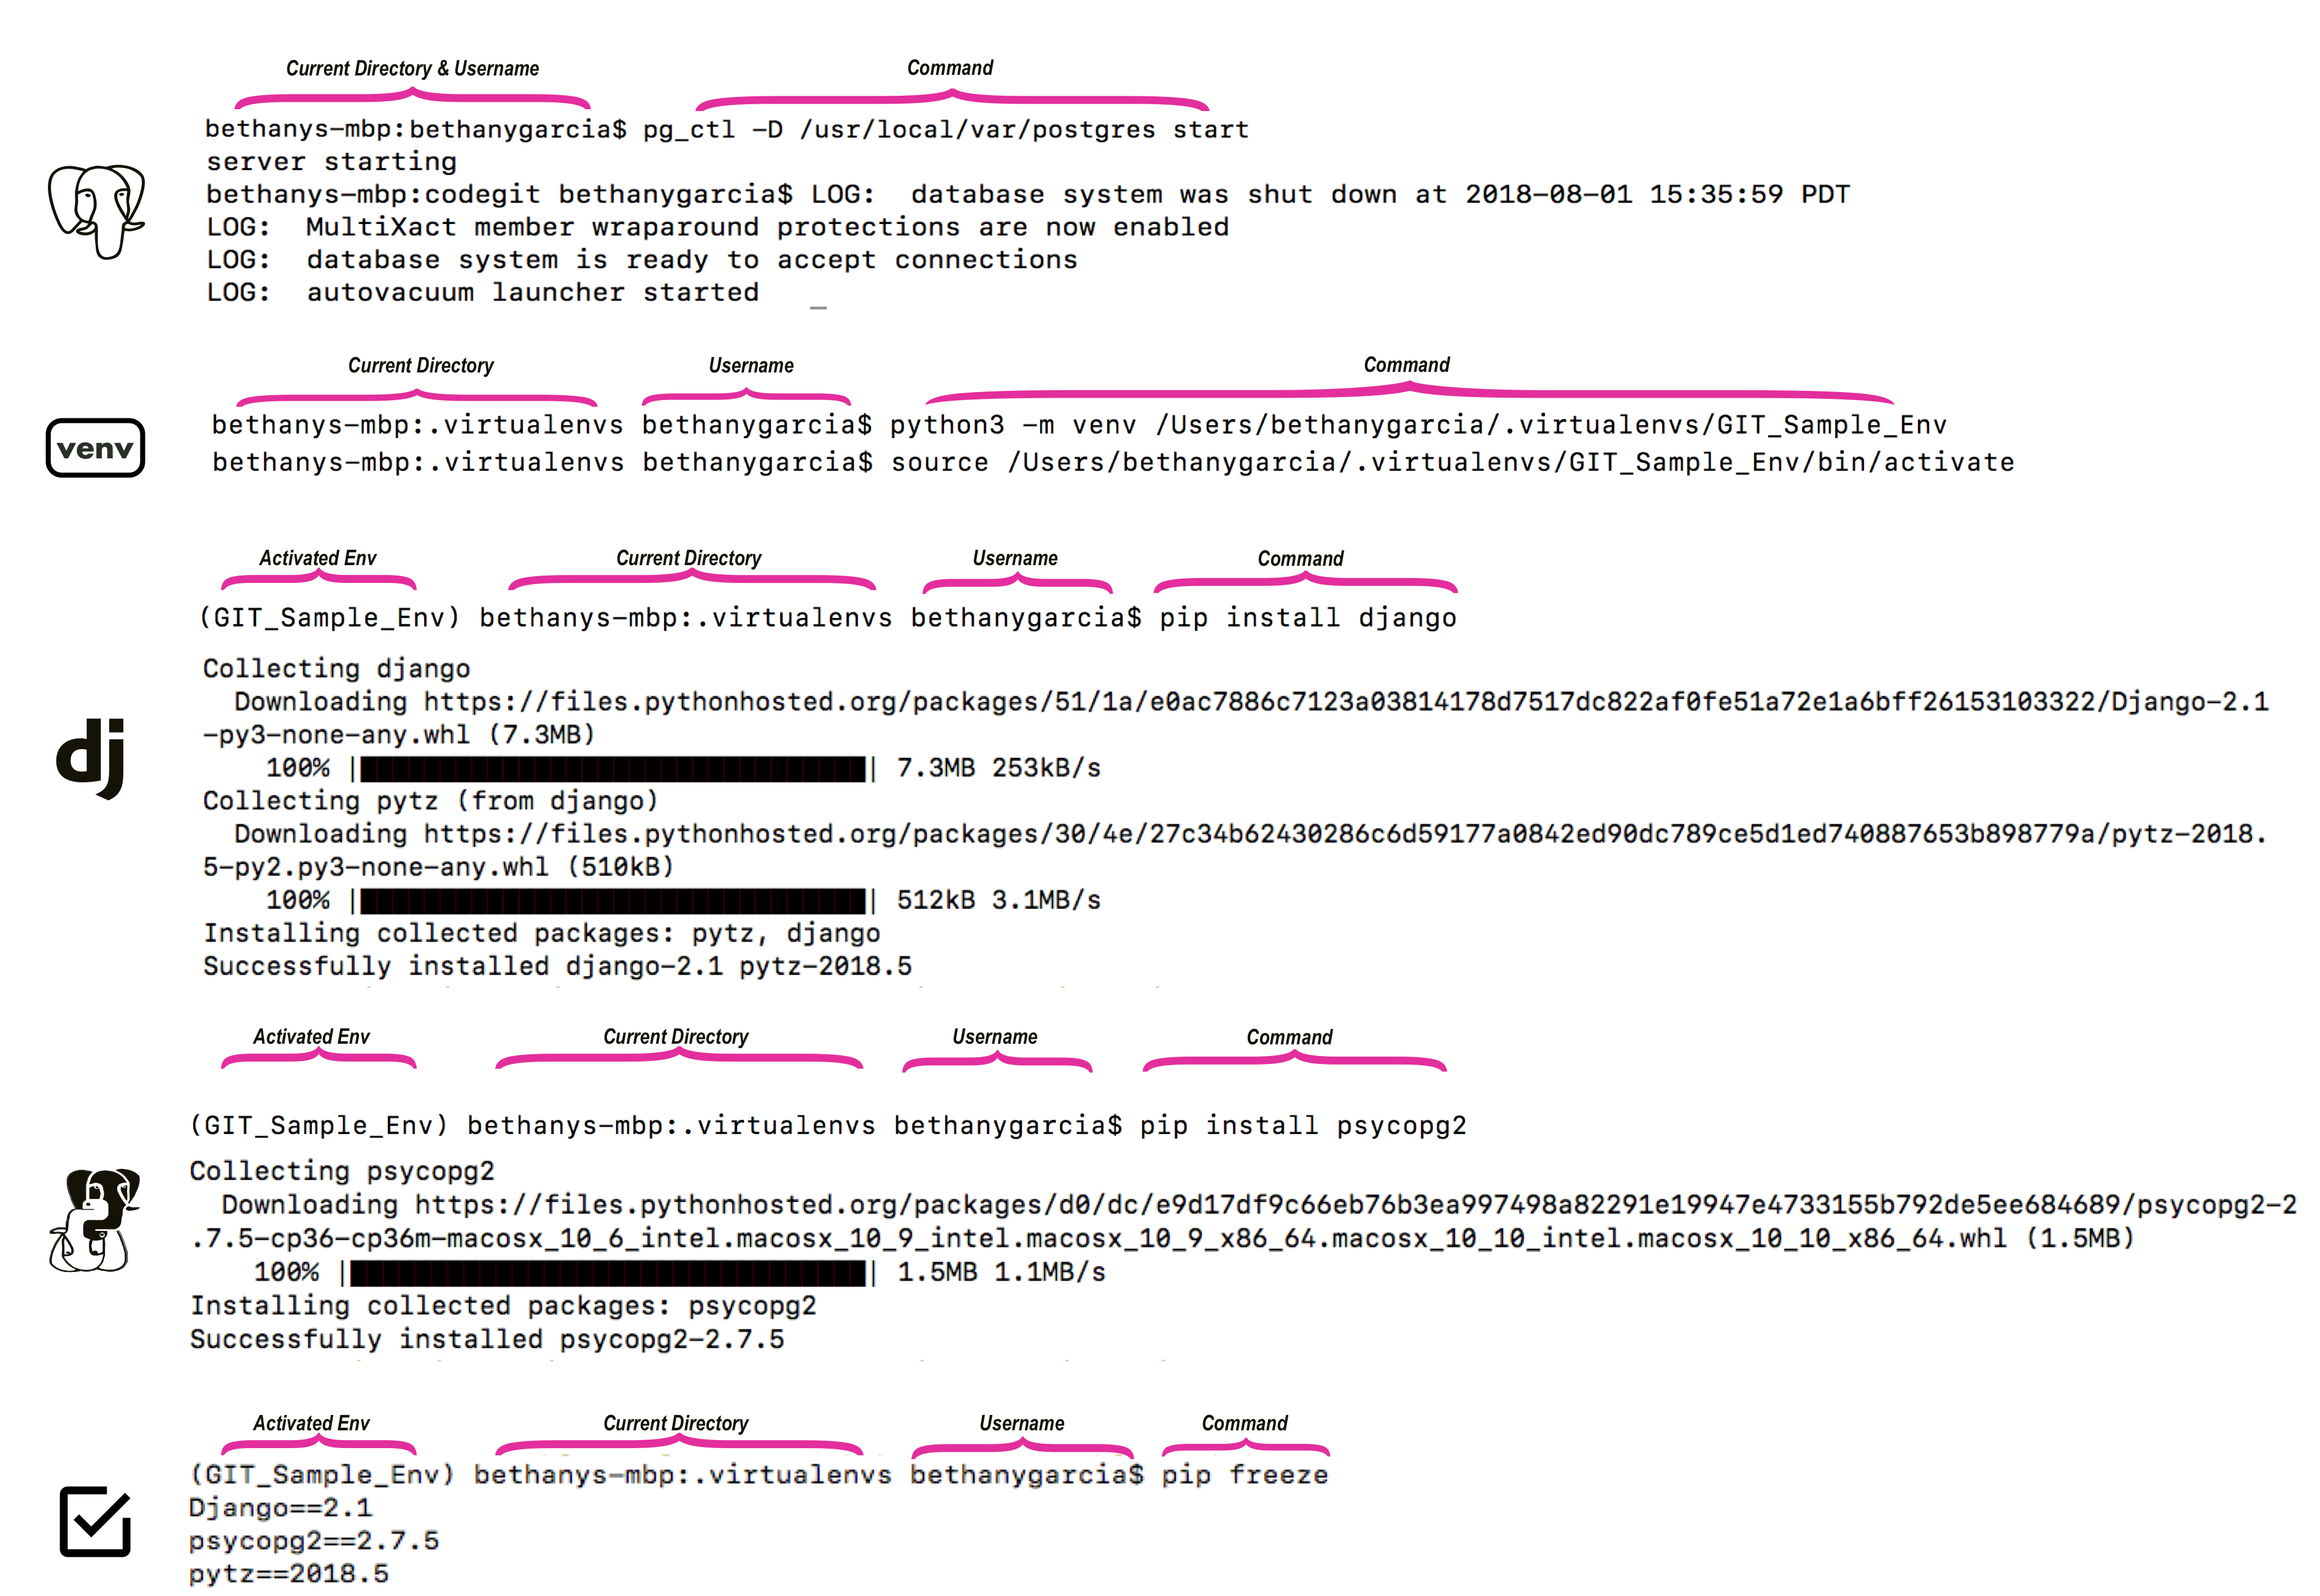 Current Directory & Username Command
bethanys-mbp:bethanygarcia$ pg_ctl -D /usr/local/var/postgres start
server starting
bethanys-mbp:codegit bethanygarcia$ LOG:  database system was shut down at 2018-08-01 15:35:59 PDT
LOG:  MultiXact member wraparound protections are now enabled
LOG:  database system is ready to accept connections
LOG:  autovacuum launcher started _
Current Directory Username Command
venv
bethanys-mbp:.virtualenvs bethanygarcia$ python3 -m venv /Users/bethanygarcia/.virtualenvs/GIT_Sample_Env
bethanys-mbp:.virtualenvs bethanygarcia$ source /Users/bethanygarcia/.virtualenvs/GIT_Sample_Env/bin/activate
Activated Env Current Directory Username Command
(GIT_Sample_Env) bethanys-mbp:.virtualenvs bethanygarcia$ pip install django
dj
Collecting django
  Downloading https://files.pythonhosted.org/packages/51/1a/e0ac7886c7123a03814178d7517dc822af0fe51a72e1a6bff26153103322/Django-2.1
-py3-none-any.whl (7.3MB)
    100% || 7.3MB 253kB/s
Collecting pytz (from django)
  Downloading https://files.pythonhosted.org/packages/30/4e/27c34b62430286c6d59177a0842ed90dc789ce5d1ed740887653b898779a/pytz-2018.
5-py2.py3-none-any.whl (510kB)
    100% || 512kB 3.1MB/s
Installing collected packages: pytz, django
Successfully installed django-2.1 pytz-2018.5
Activated Env Current Directory Username Command
(GIT_Sample_Env) bethanys-mbp:.virtualenvs bethanygarcia$ pip install psycopg2
Collecting psycopg2
  Downloading https://files.pythonhosted.org/packages/d0/dc/e9d17df9c66eb76b3ea997498a82291e19947e4733155b792de5ee684689/psycopg2-2
.7.5-cp36-cp36m-macosx_10_6_intel.macosx_10_9_intel.macosx_10_9_x86_64.macosx_10_10_intel.macosx_10_10_x86_64.whl (1.5MB)
    100% || 1.5MB 1.1MB/s
Installing collected packages: psycopg2
Successfully installed psycopg2-2.7.5
Activated Env Current Directory Username Command
(GIT_Sample_Env) bethanys-mbp:.virtualenvs bethanygarcia$ pip freeze
Django==2.1
psycopg2==2.7.5
pytz==2018.5